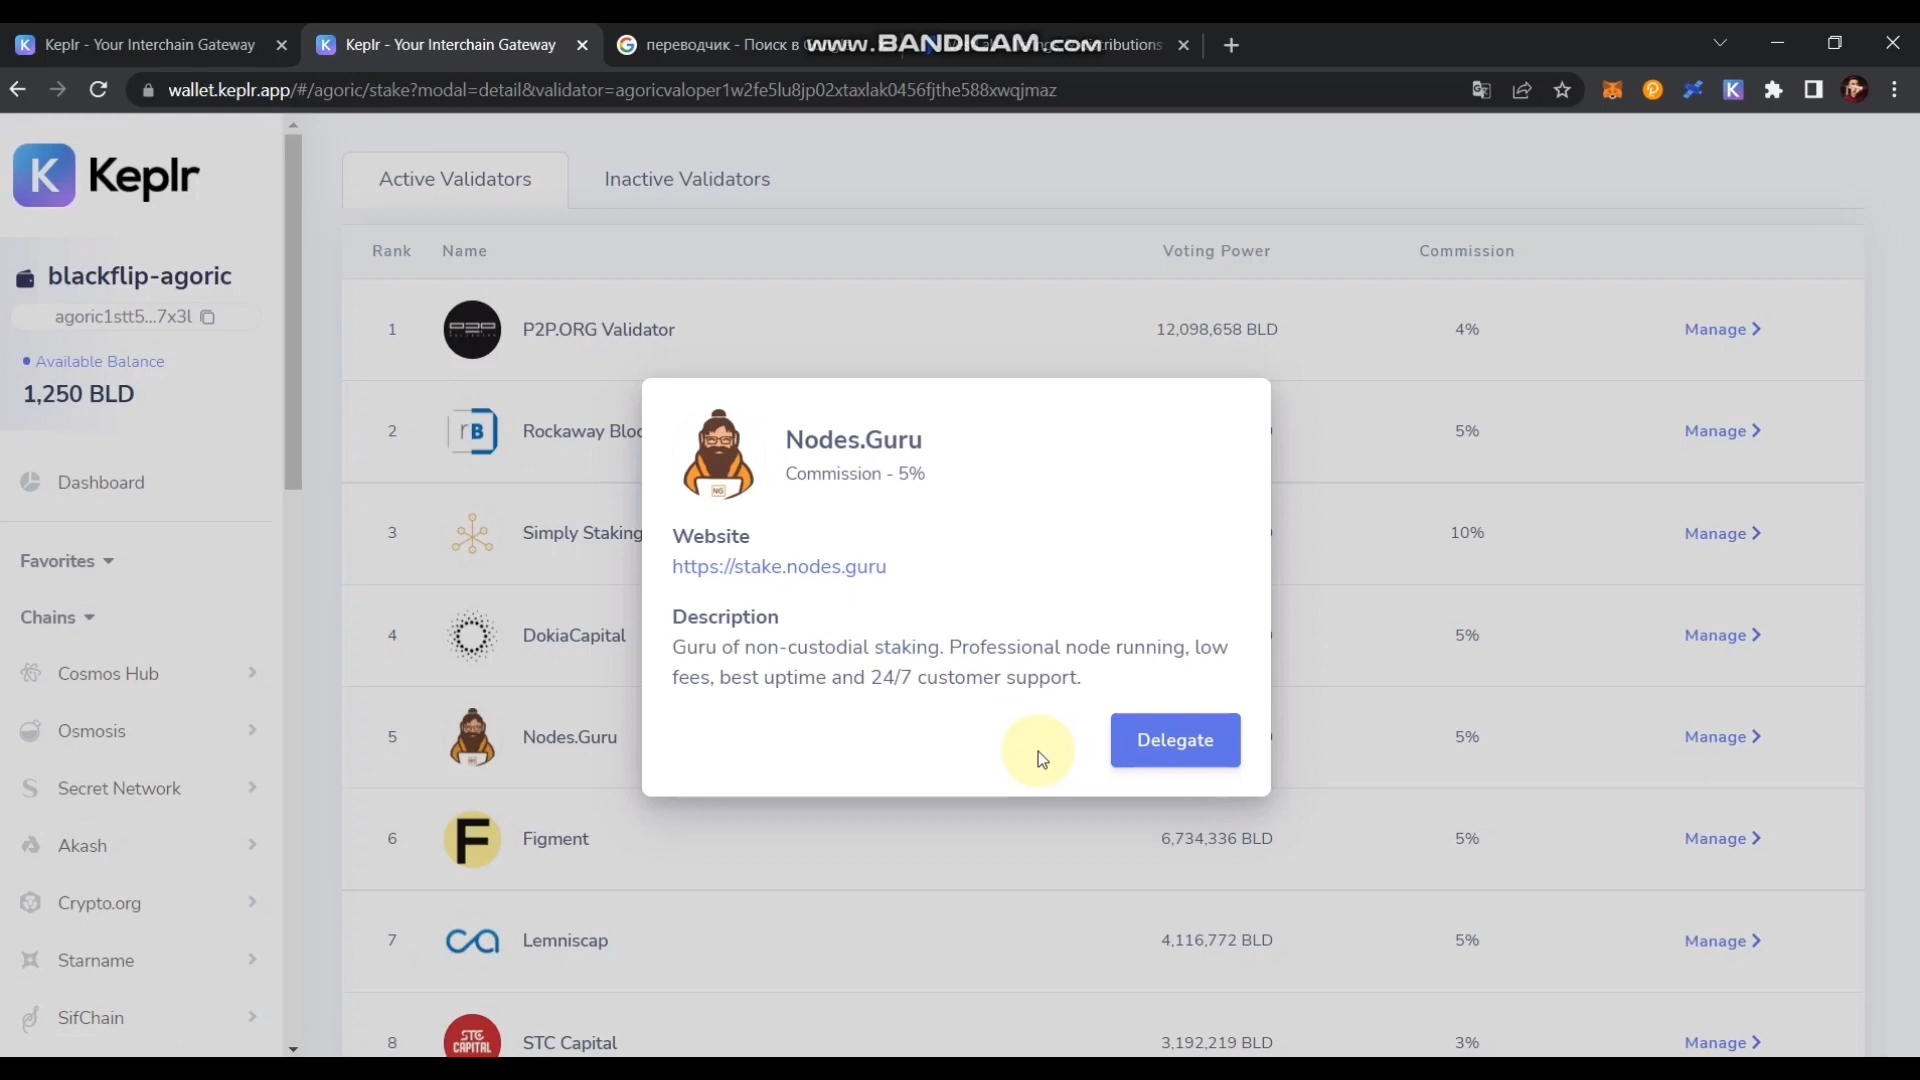 Keplr - Your Interchain Gateway
Keplr - Your Interchain Gateway
переводчик - Поиск в
www.BANDICAM.com
wallet.keplr.app/#/agoric/stake?modal=detail&validator=agoricvaloper1w2fe5lu8jp02xtaxlak0456fjthe588xwqjmaz
K Keplr
blackflip-agoric
agoric1stt5...7x3l
Available Balance
1,250 BLD
Dashboard
Favorites
Chains
Cosmos Hub
Osmosis
Secret Network
Akash
Crypto.org
Starname
SifChain
Active Validators
Inactive Validators
Rank Name Voting Power Commission
1 P2P.ORG Validator 12,098,658 BLD 4% Manage
2 rB Rockaway 5% Manage
3 Simply Staking 10% Manage
4 DokiaCapital 5% Manage
5 Nodes.Guru 5% Manage
6 F Figment 6,734,336 BLD 5% Manage
7 Lemniscap 4,116,772 BLD 5% Manage
8 STC CAPITAL STC Capital 3,192,219 BLD 3% Manage
NG
Nodes.Guru
Commission - 5%
Website
https://stake.nodes.guru
Description
Guru of non-custodial staking. Professional node running, low
fees, best uptime and 24/7 customer support.
Delegate